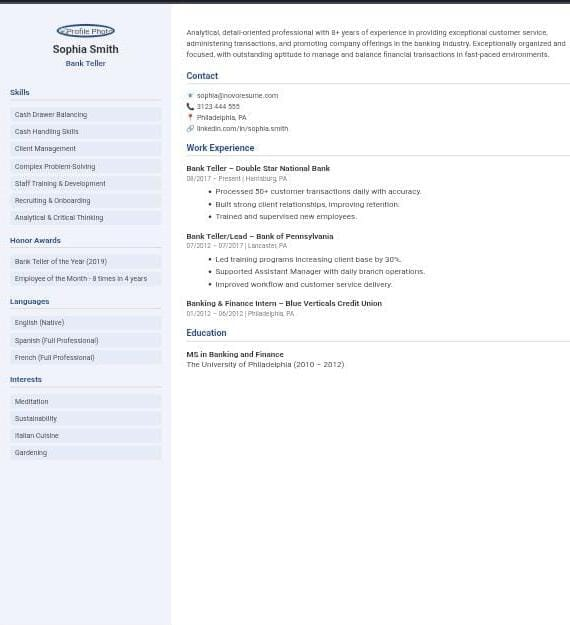 Profile Photo
Sophia Smith
Bank Teller
Skills
Cash Drawer Balancing
Cash Handling Skills
Client Management
Complex Problem-Solving
Staff Training & Development
Recruiting & Onboarding
Analytical & Critical Thinking
Honor Awards
Bank Teller of the Year (2019)
Employee of the Month - 8 times in 4 years
Languages
English (Native)
Spanish (Full Professional)
French (Full Professional)
Interests
Meditation
Sustainability
Italian Cuisine
Gardening
Analytical, detail-oriented professional with 8+ years of experience in providing exceptional customer service,
administering transactions, and promoting company offerings in the banking industry. Exceptionally organized and
focused, with outstanding aptitude to manage and balance financial transactions in fast-paced environments.
Contact
sophia@novoresume.com
3123 444 555
Philadelphia, PA
linkedin.com/in/sophia.smith
Work Experience
Bank Teller – Double Star National Bank
08/2017 – Present | Harrisburg, PA
• Processed 50+ customer transactions daily with accuracy.
• Built strong client relationships, improving retention.
• Trained and supervised new employees.
Bank Teller/Lead – Bank of Pennsylvania
07/2012 – 07/2017 | Lancaster, PA
• Led training programs increasing client base by 30%.
• Supported Assistant Manager with daily branch operations.
• Improved workflow and customer service delivery.
Banking & Finance Intern – Blue Verticals Credit Union
01/2012 – 06/2012 | Philadelphia, PA
Education
MS in Banking and Finance
The University of Philadelphia (2010 – 2012)